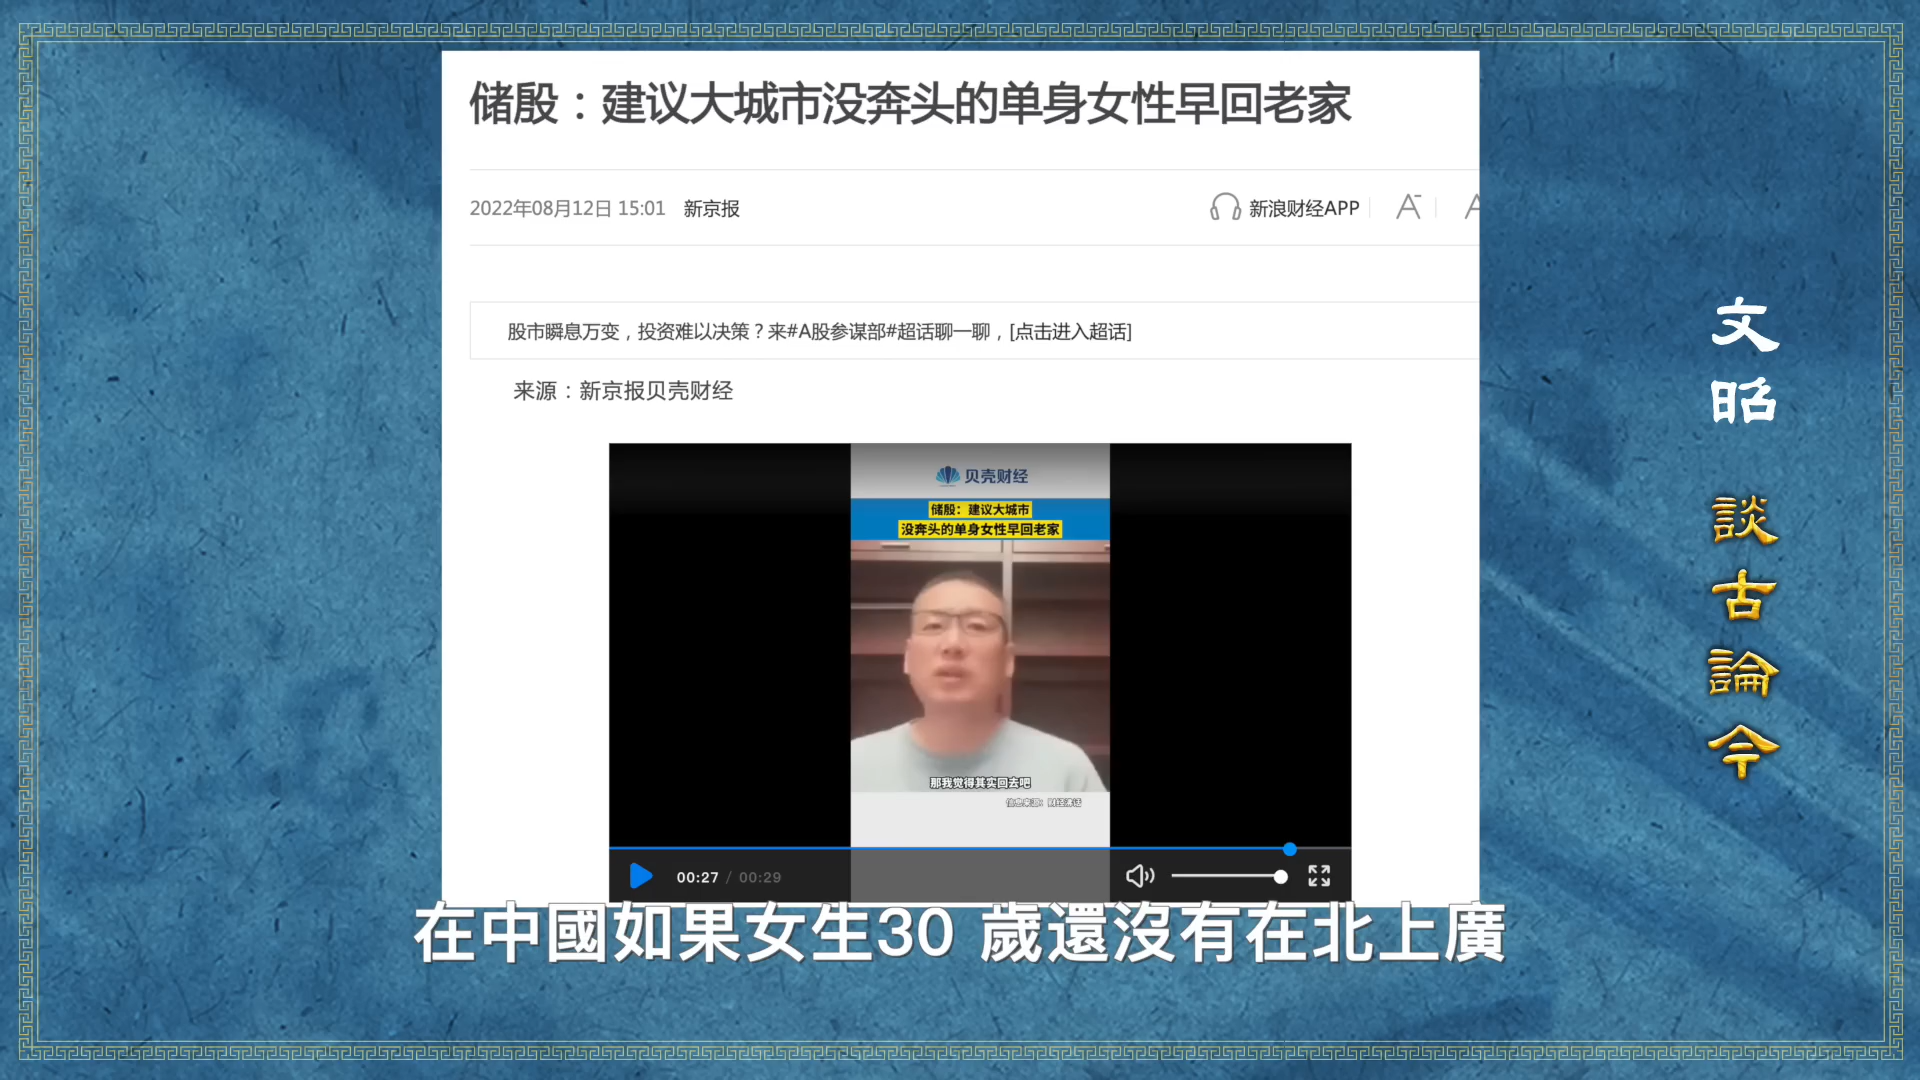 储殷：建议大城市没奔头的单身女性早回老家
2022年08月12日 15:01 新京报
新浪财经APP
股市瞬息万变，投资难以决策？来#A股参谋部#超话聊一聊，[点击进入超话]
来源：新京报贝壳财经
贝壳财经
储殷：建议大城市
没奔头的单身女性早回老家
那我觉得其实回去吧
00:27 / 00:29
在中國如果女生30 歲還沒有在北上廣
文昭
談古論今